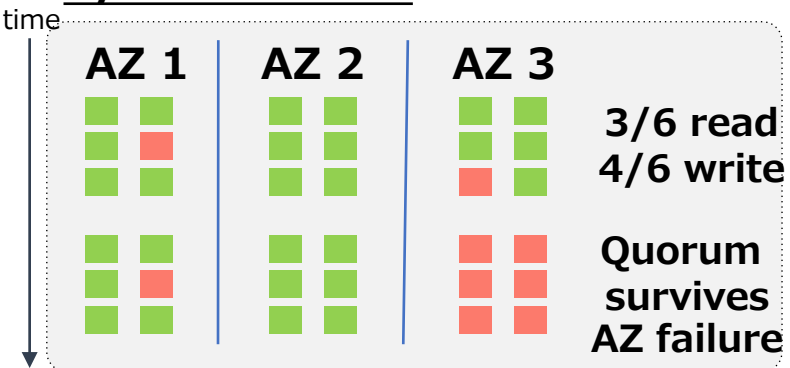 time
AZ 1 AZ 2 AZ 3
3/6 read
4/6 write
Quorum
survives
AZ failure